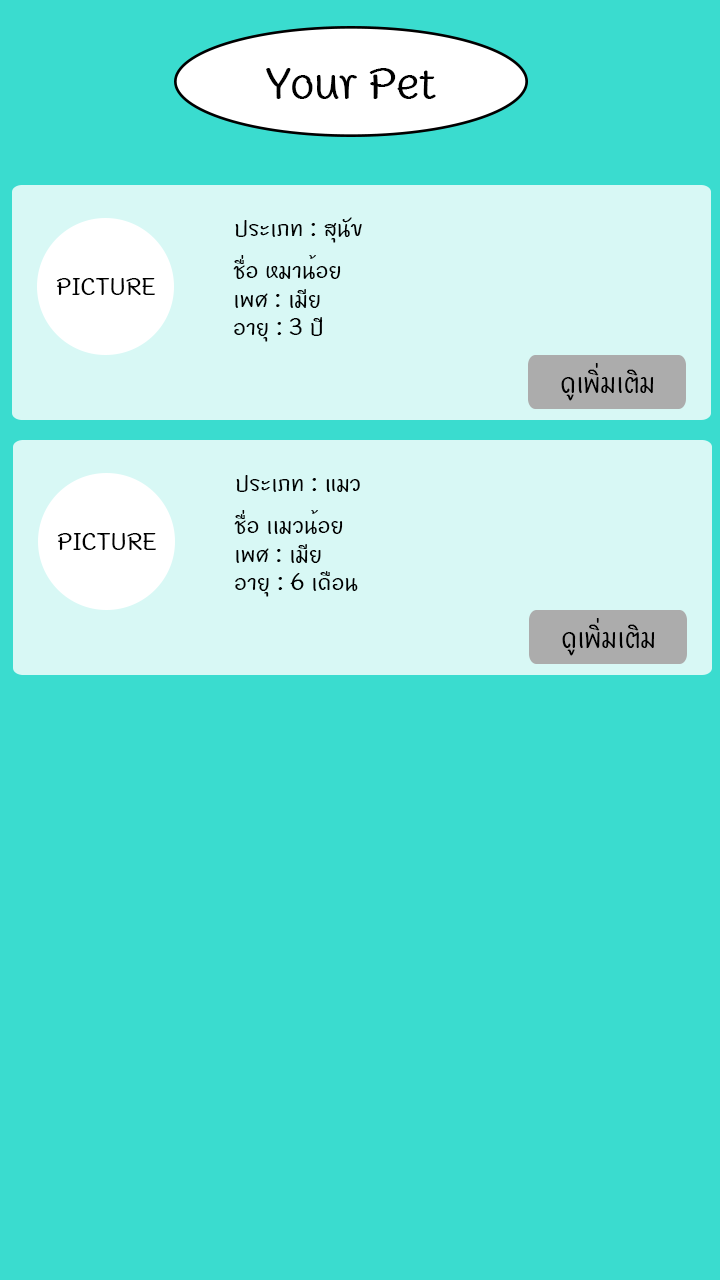 Your Pet
PICTURE
ประเภท : สุนัข
ชื่อ หมาน้อย
เพศ : เมีย
อายุ : 3 ปี
ดูเพิ่มเติม
PICTURE
ประเภท : แมว
ชื่อ แมวน้อย
เพศ : เมีย
อายุ : 6 เดือน
ดูเพิ่มเติม